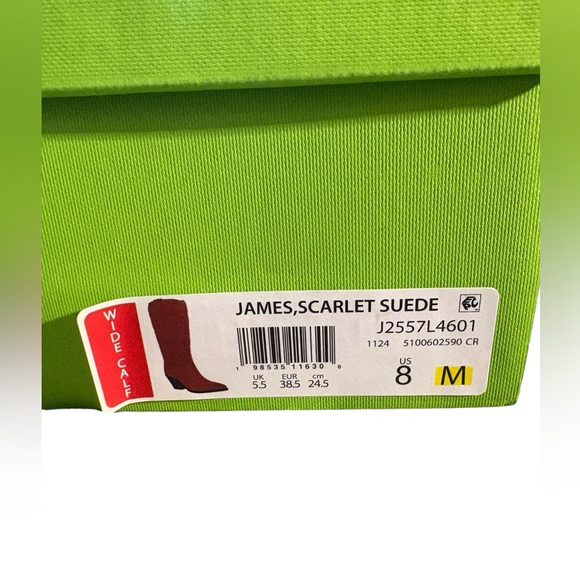 WIDE CALF
JAMES,SCARLET SUEDE
J2557L4601
1124 5100602590 CR
1 98535 11630 0
UK EUR cm
5.5 38.5 24.5
US
8 M